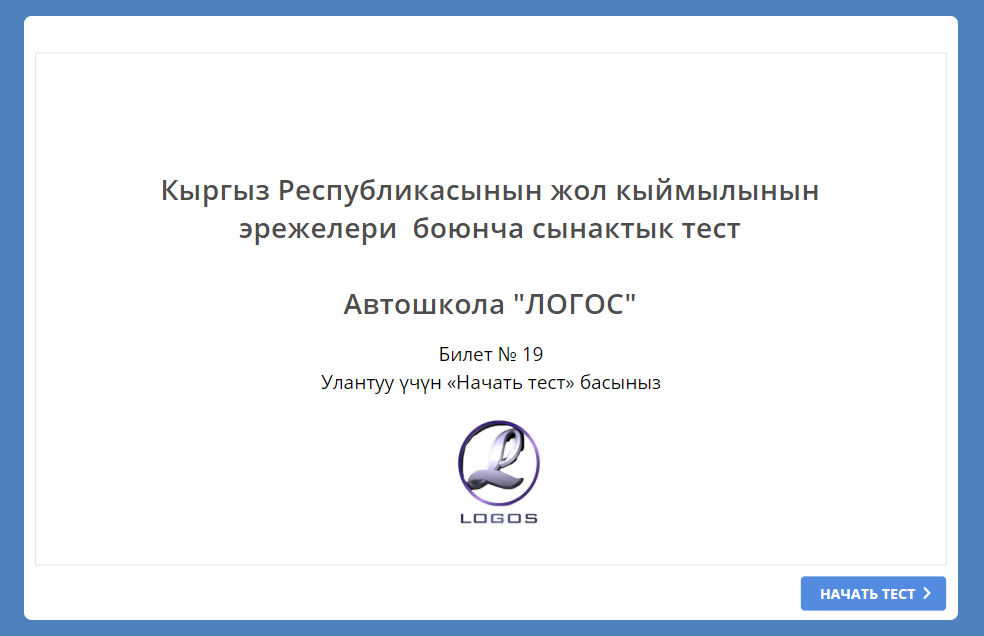 Кыргыз Республикасынын жол кыймылынын
эрежелери боюнча сынактык тест
Автошкола "ЛОГОС"
Билет № 19
Улантуу үчүн «Начать тест» басыныз
LOGOS
НАЧАТЬ ТЕСТ